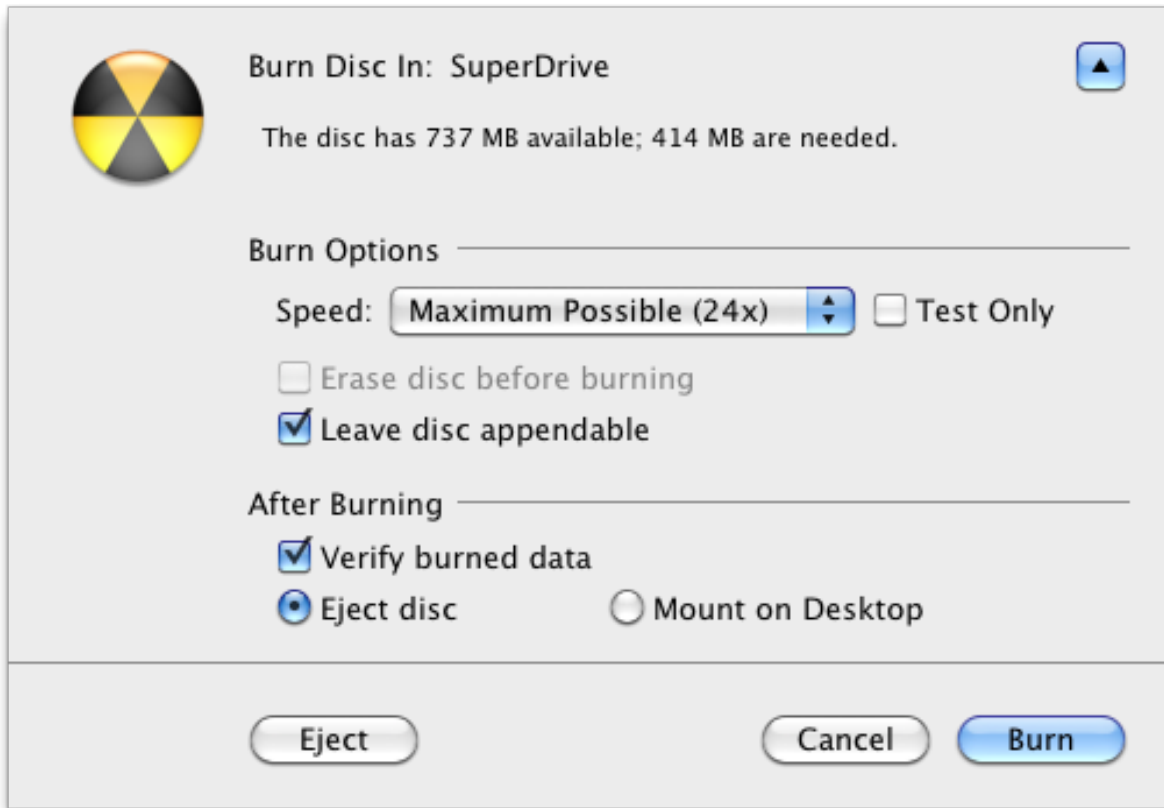 Burn Disc In: SuperDrive
The disc has 737 MB available; 414 MB are needed.
Burn Options
Speed: Maximum Possible (24x) Test Only
Erase disc before burning
Leave disc appendable
After Burning
Verify burned data
Eject disc Mount on Desktop
Eject Cancel Burn